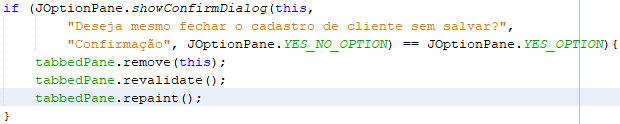 if (JOptionPane.showConfirmDialog(this,
"Deseja mesmo fechar o cadastro de cliente sem salvar?",
"Confirmação", JOptionPane.YES_NO_OPTION) == JOptionPane.YES_OPTION){
tabbedPane.remove(this);
tabbedPane.revalidate();
tabbedPane.repaint();
}